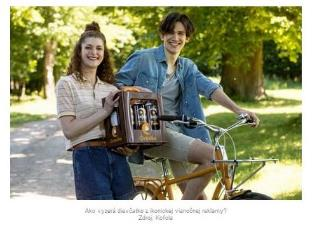 Ako vyzerá dievčatko z ikonickej vianočnej reklamy?
Zdroj: Kofola